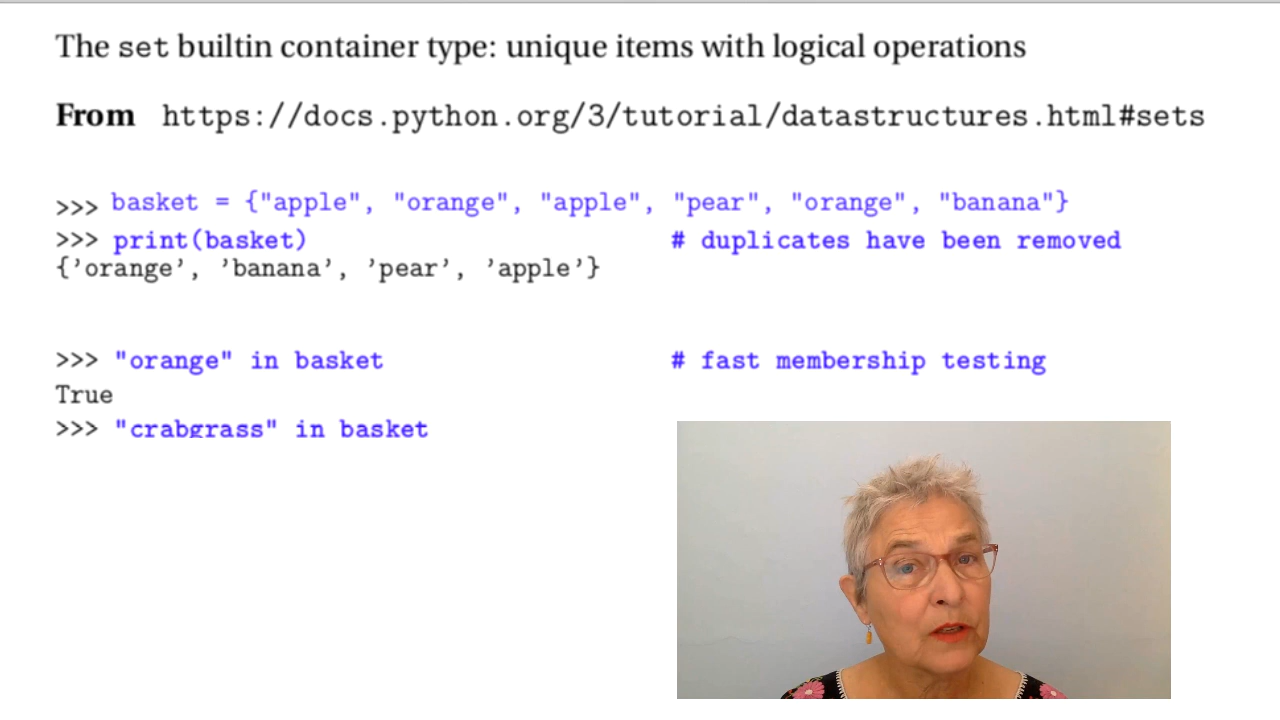 The set builtin container type: unique items with logical operations
From https://docs.python.org/3/tutorial/datastructures.html#sets
>>> basket = {"apple", "orange", "apple", "pear", "orange", "banana"}
>>> print(basket) # duplicates have been removed
{’orange’, ’banana’, ’pear’, ’apple’}
>>> "orange" in basket # fast membership testing
True
>>> "crabgrass" in basket